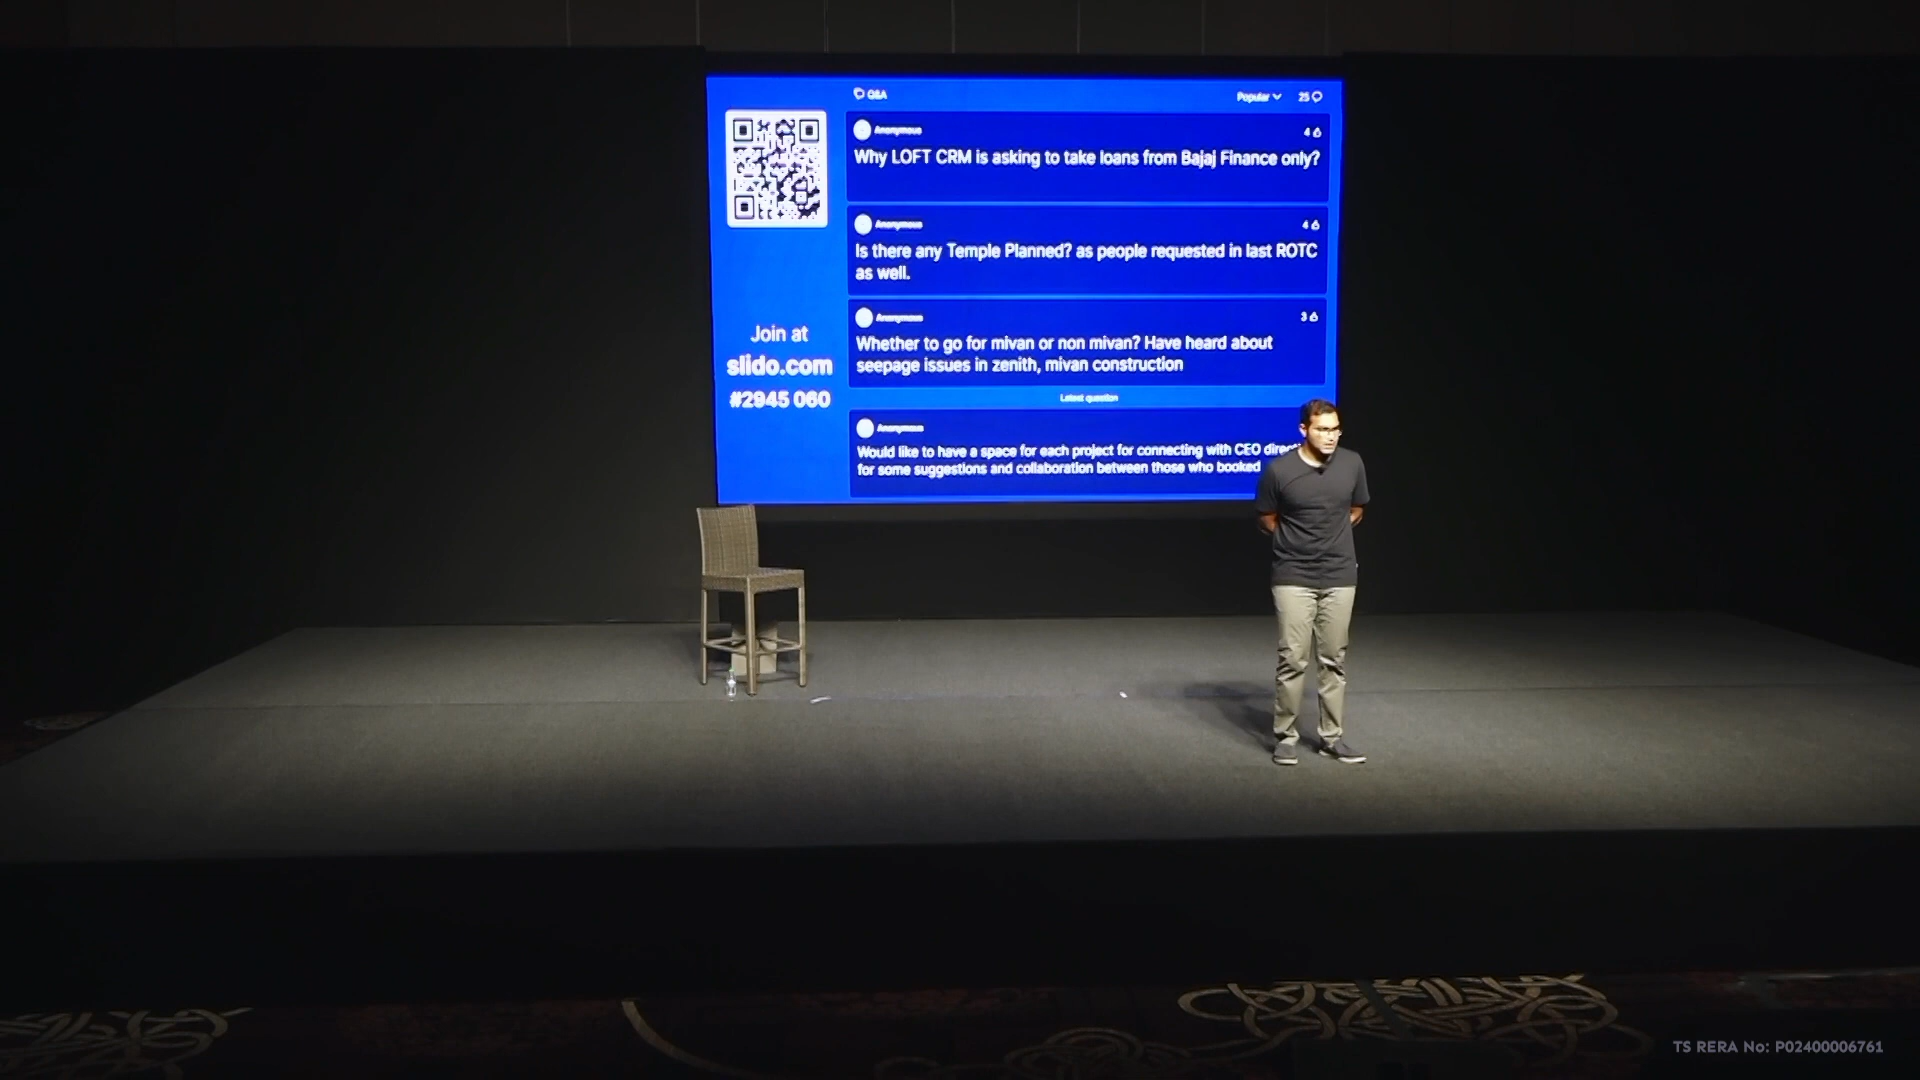 Q&A
Popular
25
Anonymous
4
Why LOFT CRM is asking to take loans from Bajaj Finance only?
Anonymous
4
Is there any Temple Planned? as people requested in last ROTC
as well.
Anonymous
3
Whether to go for mivan or non mivan? Have heard about
seepage issues in zenith, mivan construction
Latest question
Anonymous
Would like to have a space for each project for connecting with CEO
for some suggestions and collaboration between those who booked
Join at
slido.com
#2945 060
TS RERA No: P02400006761